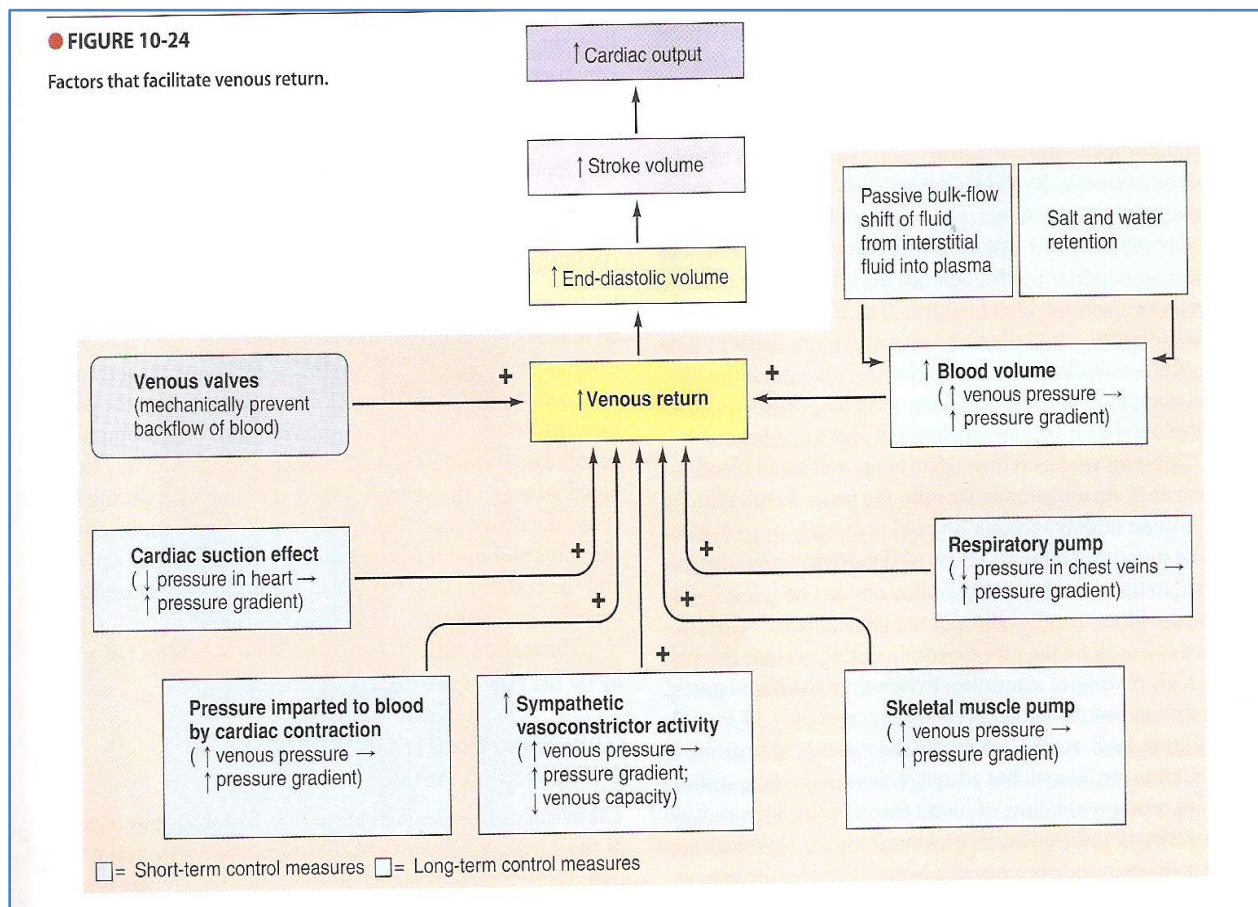 FIGURE 10-24
Factors that facilitate venous return.
↑ Cardiac output
↑ Stroke volume
↑ End-diastolic volume
Passive bulk-flow
shift of fluid
from interstitial
fluid into plasma
Salt and water
retention
Venous valves
(mechanically prevent
backflow of blood)
+
↑ Venous return
+
↑ Blood volume
(↑ venous pressure →
↑ pressure gradient)
Cardiac suction effect
(↓ pressure in heart →
↑ pressure gradient)
+
+
Respiratory pump
(↓ pressure in chest veins →
↑ pressure gradient)
+
+
+
Pressure imparted to blood
by cardiac contraction
(↑ venous pressure →
↑ pressure gradient)
↑ Sympathetic
vasoconstrictor activity
(↑ venous pressure →
↑ pressure gradient;
↓ venous capacity)
Skeletal muscle pump
(↑ venous pressure →
↑ pressure gradient)
= Short-term control measures = Long-term control measures